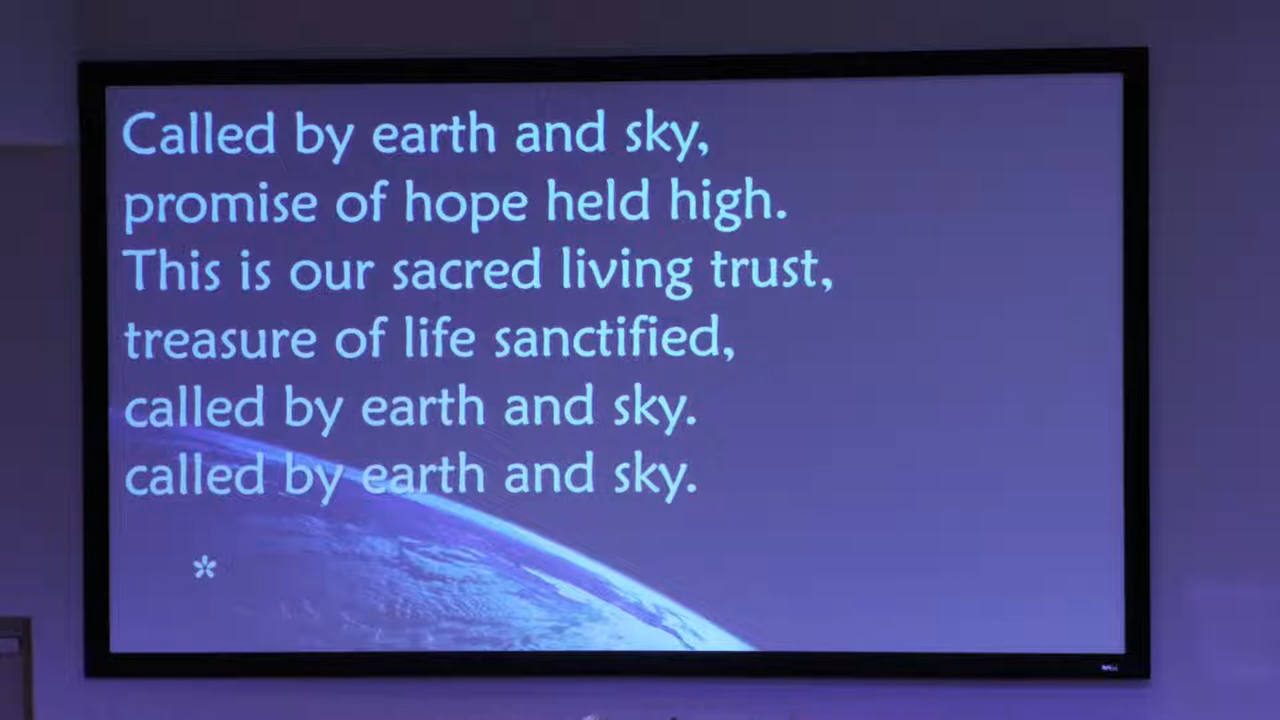 Called by earth and sky,
promise of hope held high.
This is our sacred living trust,
treasure of life sanctified,
called by earth and sky.
called by earth and sky.
*